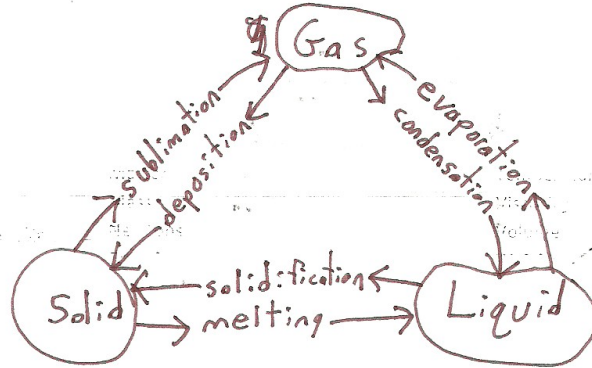 Gas
sublimation
deposition
evaporation
condensation
Solid
solidification
melting
Liquid